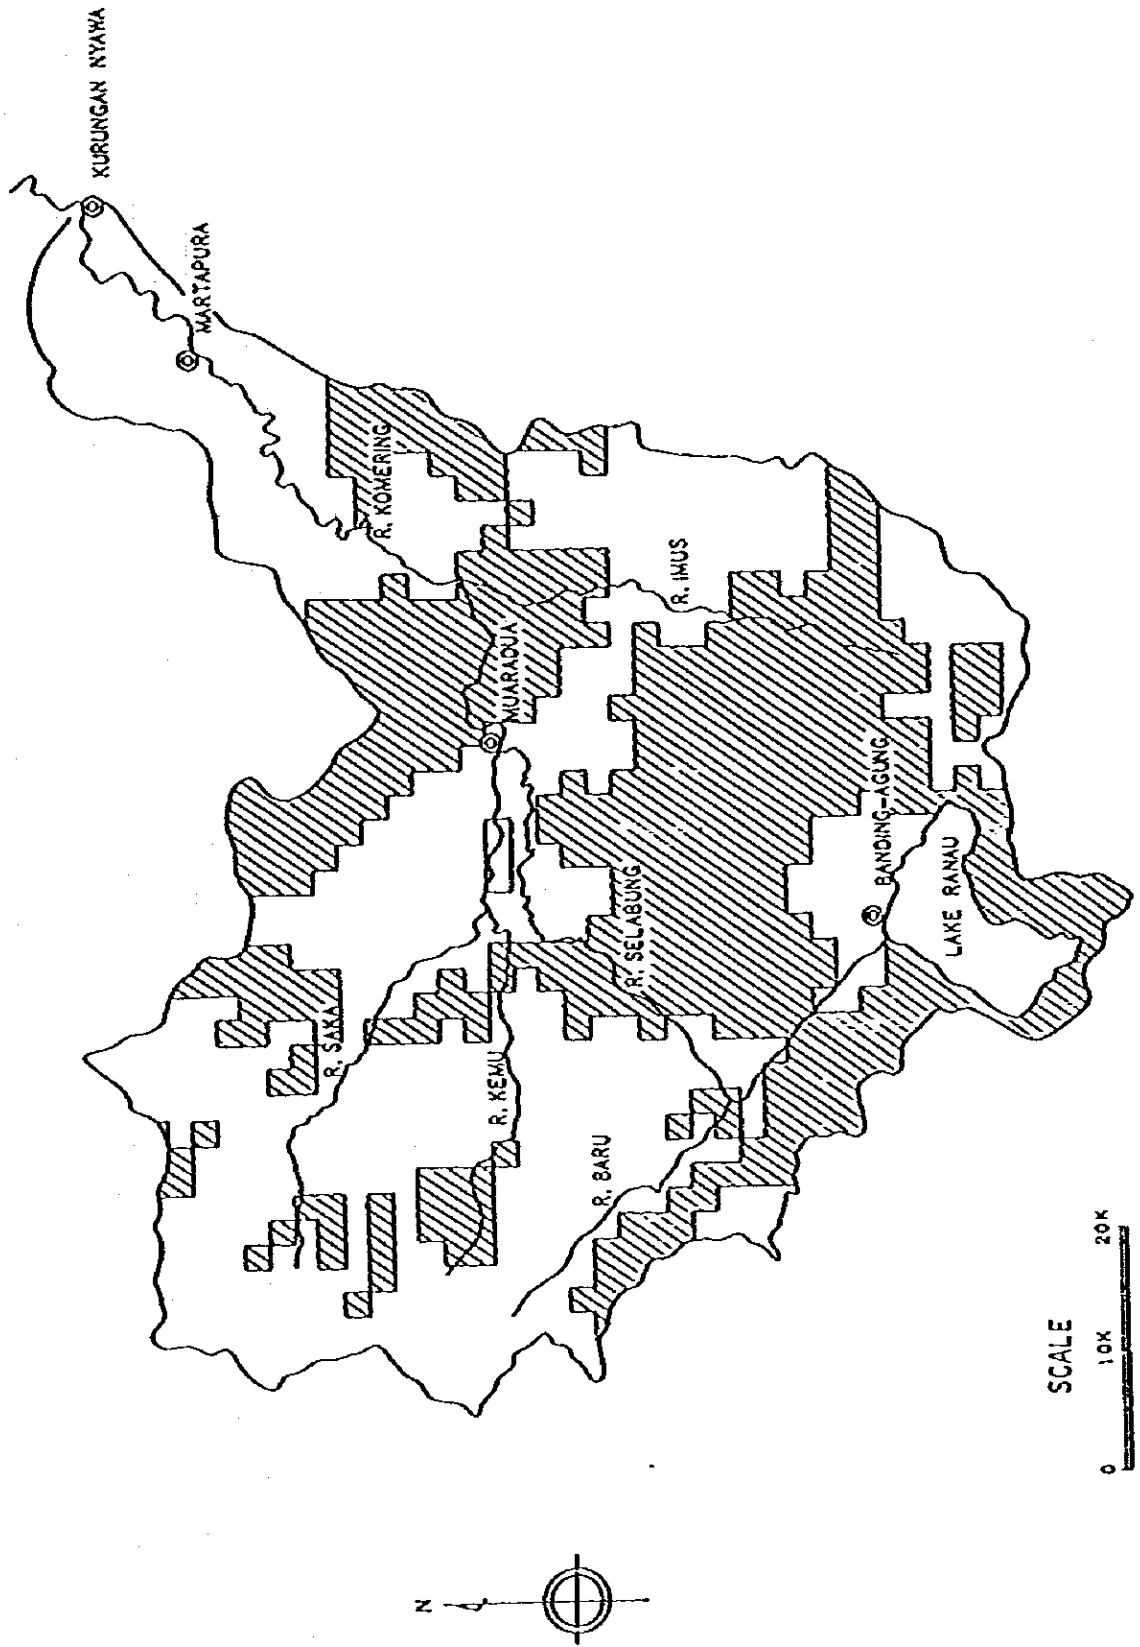 KURUNGAN NYAWA
MARTAPURA
R. KOMERING
R. IMUS
MUARADUA
BANDING-AGUNG
R. SELABUNG
LAKE RANAU
R. SAKA
R. KEMU
R. BARU
SCALE
0 10K 20K
N